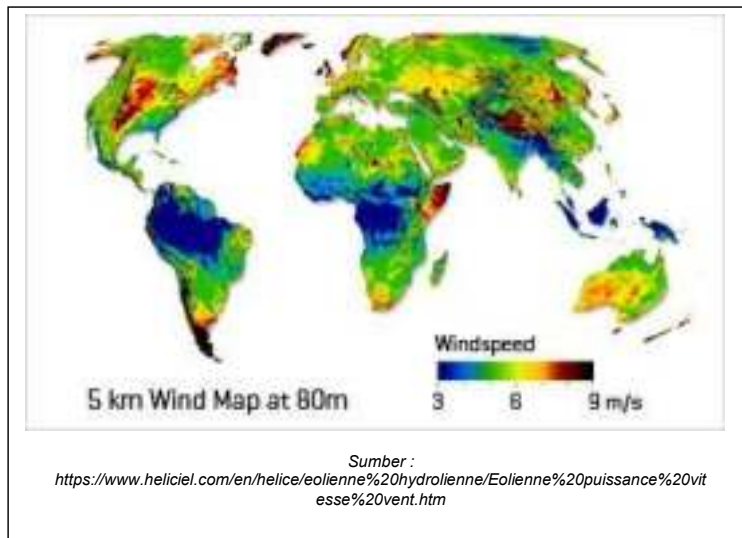 Windspeed
5 km Wind Map at 80m
3 6 9 m/s
Sumber :
https://www.heliciel.com/en/helice/eolienne%20hydrolienne/Eolienne%20puissance%20vit
esse%20vent.htm